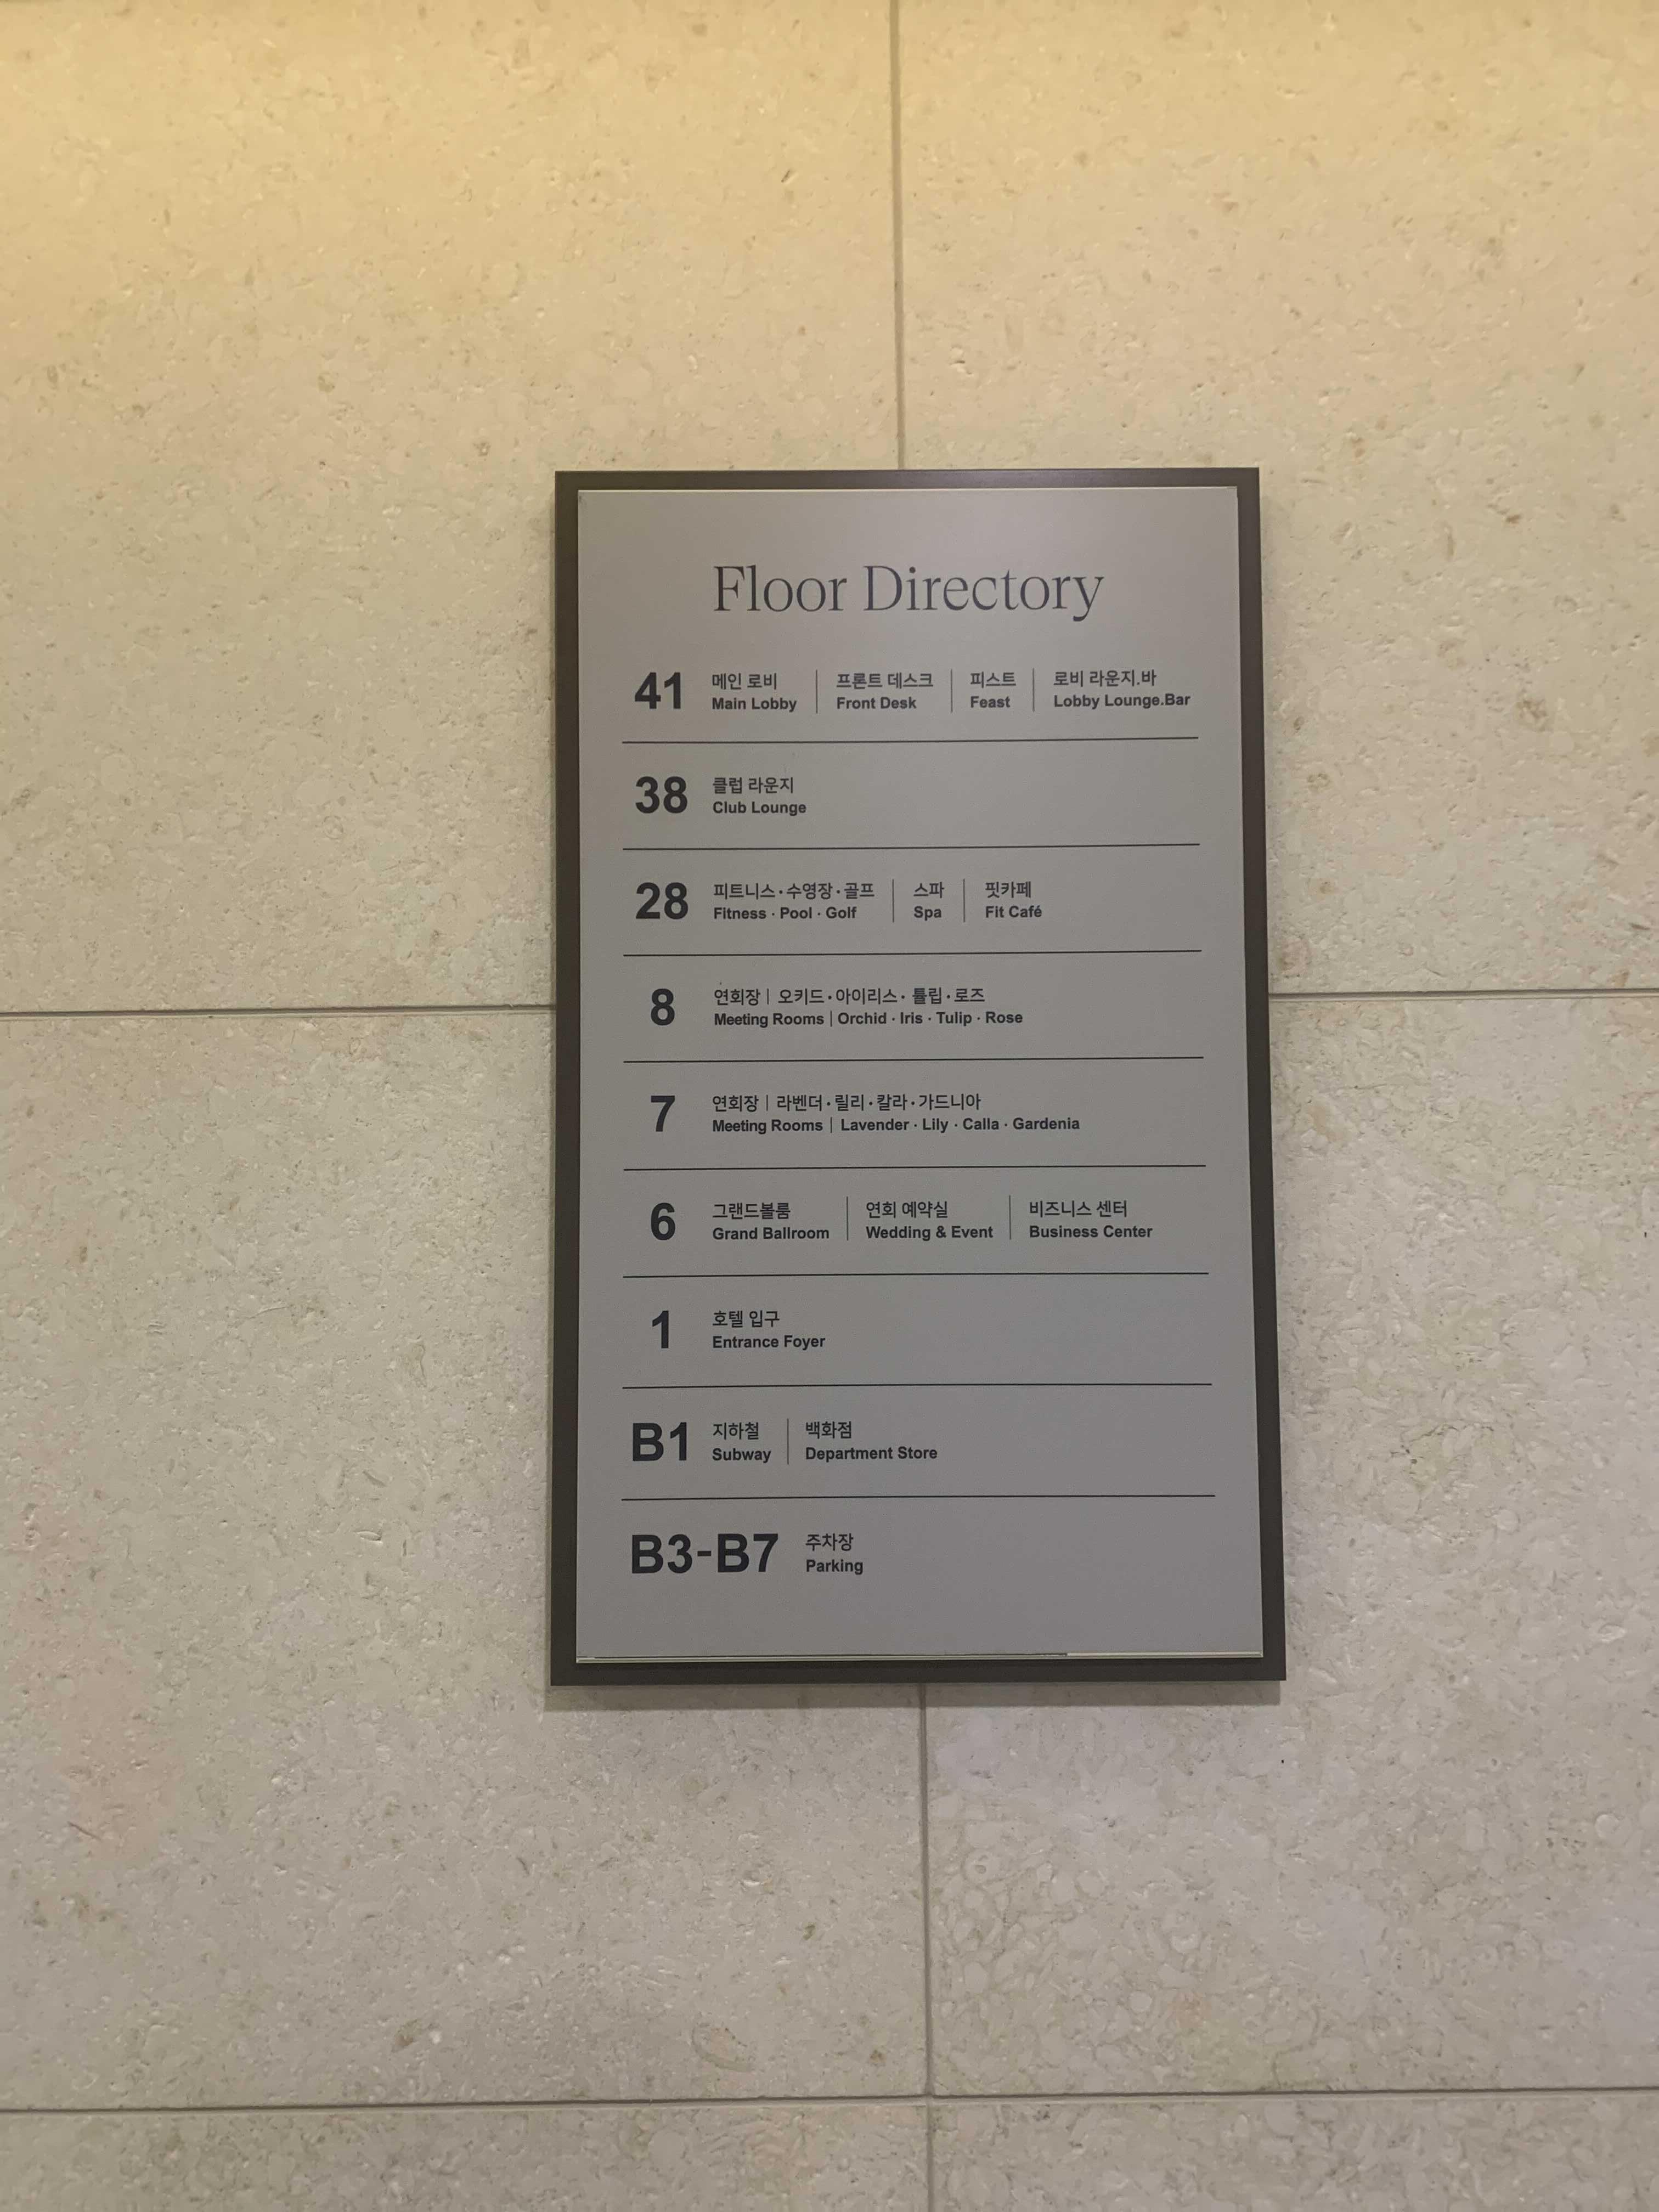 Floor Directory
41 메인 로비 | 프론트 데스크 | 피스트 | 로비 라운지.바
Main Lobby | Front Desk | Feast | Lobby Lounge.Bar
38 클럽 라운지
Club Lounge
28 피트니스·수영장·골프 | 스파 | 핏카페
Fitness · Pool · Golf | Spa | Fit Café
8 연회장 | 오키드·아이리스· 튤립·로즈
Meeting Rooms | Orchid · Iris · Tulip · Rose
7 연회장 | 라벤더·릴리·칼라·가드니아
Meeting Rooms | Lavender · Lily · Calla · Gardenia
6 그랜드볼룸 | 연회 예약실 | 비즈니스 센터
Grand Ballroom | Wedding & Event | Business Center
1 호텔 입구
Entrance Foyer
B1 지하철 | 백화점
Subway | Department Store
B3-B7 주차장
Parking